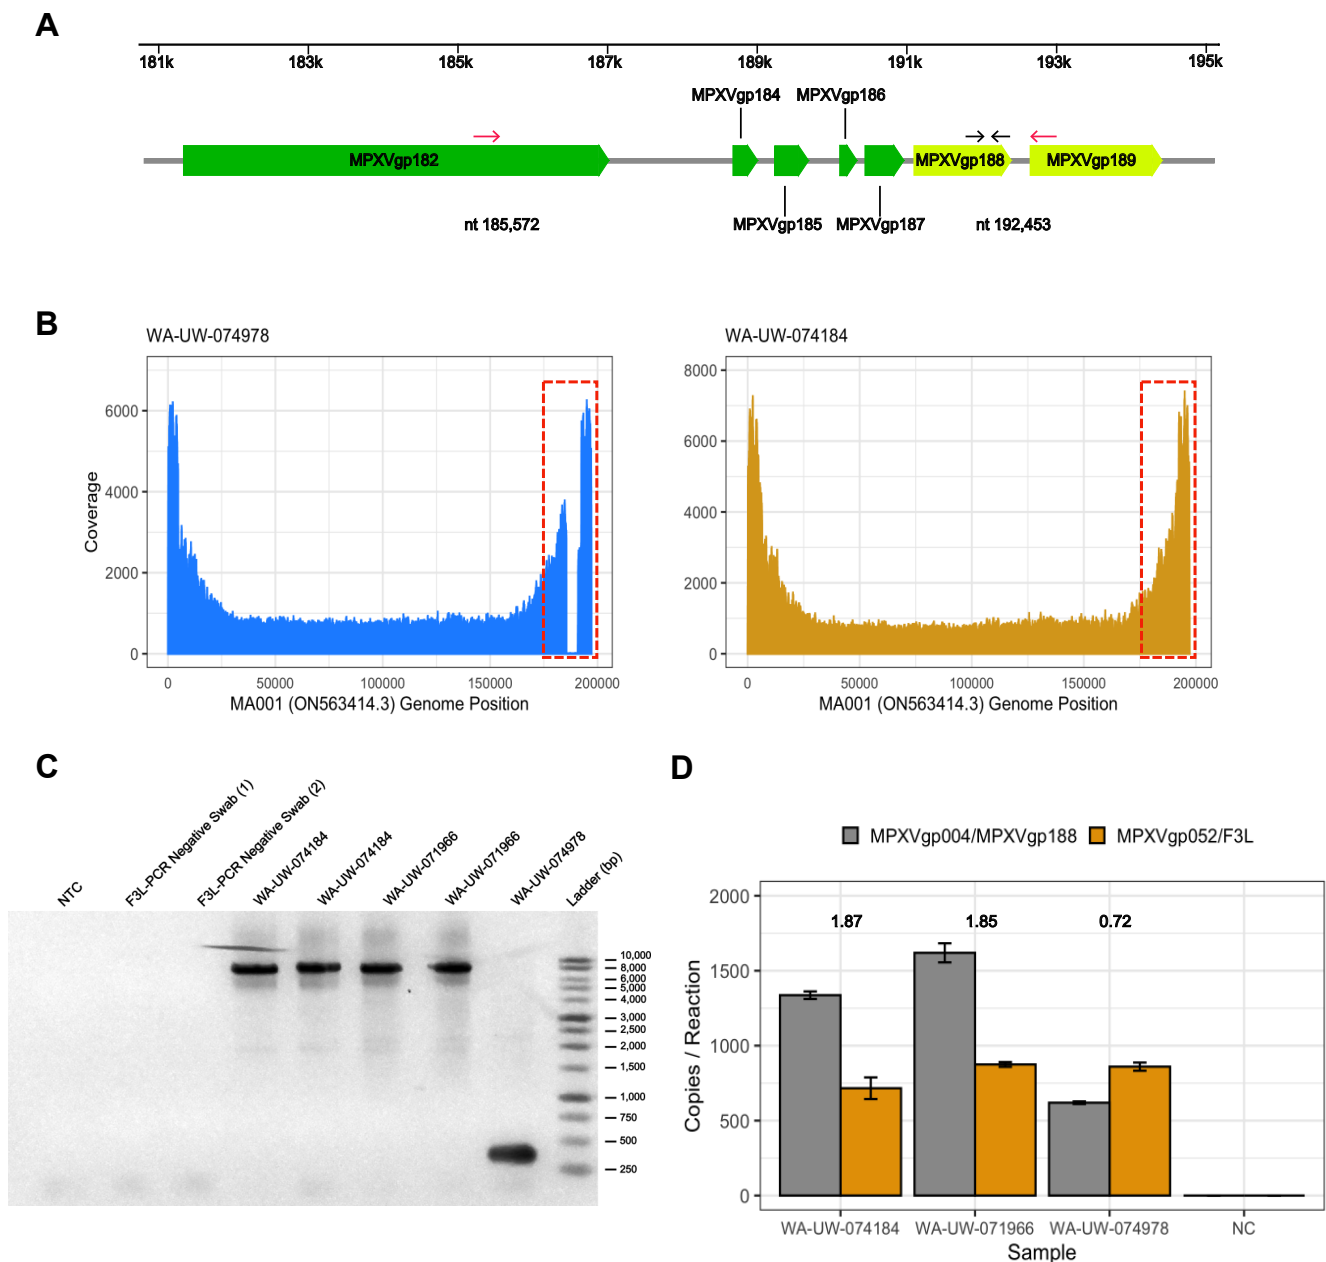 A
181k 183k 185k 187k 189k 191k 193k 195k
MPXVgp184 MPXVgp186
MPXVgp182 MPXVgp188 MPXVgp189
nt 185,572 MPXVgp185 MPXVgp187 nt 192,453
B
WA-UW-074978
Coverage
6000
4000
2000
0
0 50000 100000 150000 200000
MA001 (ON563414.3) Genome Position
WA-UW-074184
8000
6000
4000
2000
0
0 50000 100000 150000 200000
MA001 (ON563414.3) Genome Position
C
NTC
F3L-PCR Negative Swab (1)
F3L-PCR Negative Swab (2)
WA-UW-074184
WA-UW-074184
WA-UW-071966
WA-UW-071966
WA-UW-074978
Ladder (bp)
10,000
8,000
6,000
5,000
4,000
3,000
2,500
2,000
1,500
1,000
750
500
250
D
MPXVgp004/MPXVgp188 MPXVgp052/F3L
Copies / Reaction
2000
1500
1000
500
0
1.87 1.85 0.72
WA-UW-074184 WA-UW-071966 WA-UW-074978 NC
Sample